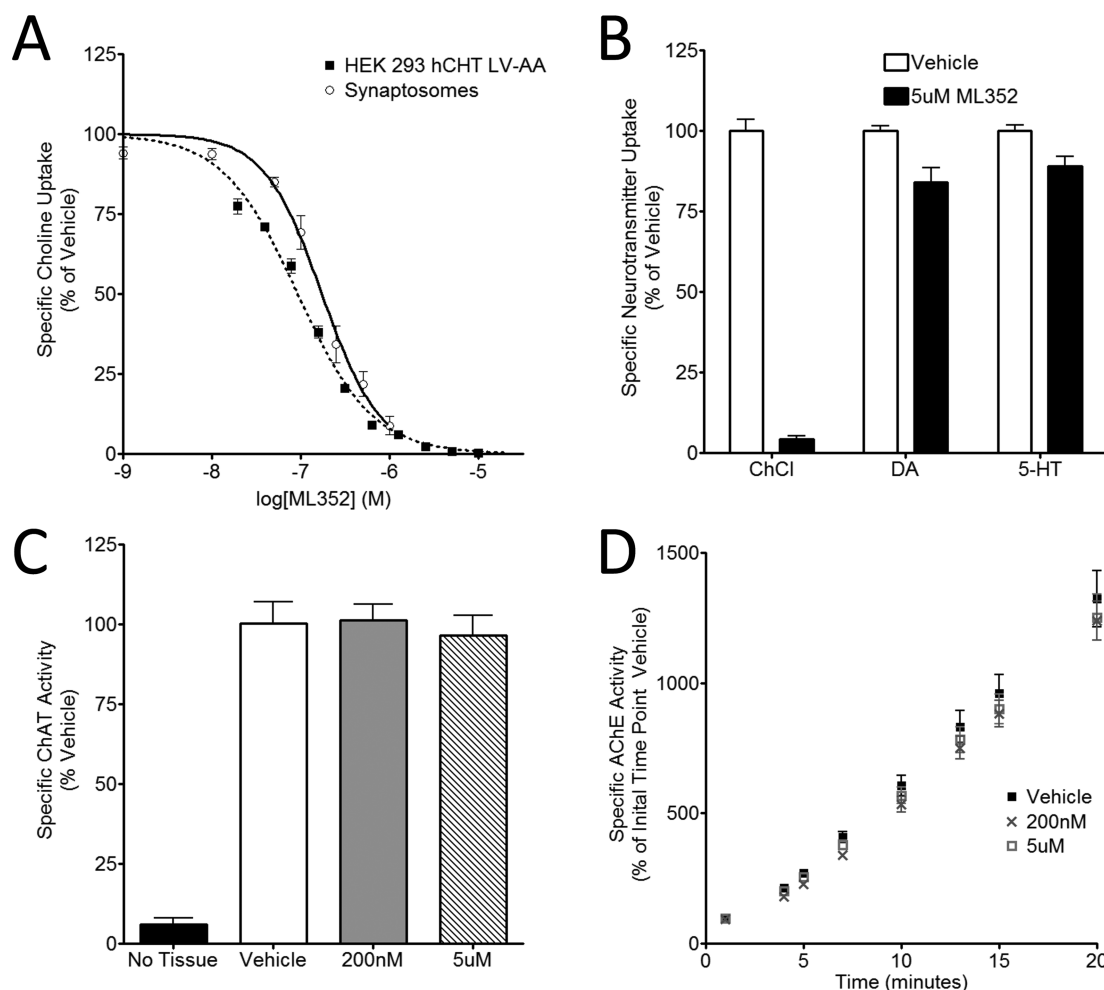 A
125
100
75
50
25
0
Specific Choline Uptake
(% of Vehicle)
HEK 293 hCHT LV-AA
Synaptosomes
-9 -8 -7 -6 -5
log[ML352] (M)
B
125
100
75
50
25
0
Specific Neurotransmitter Uptake
(% of Vehicle)
Vehicle
5uM ML352
ChCl DA 5-HT
C
125
100
75
50
25
0
Specific ChAT Activity
(% Vehicle)
No Tissue Vehicle 200nM 5uM
D
1500
1000
500
0
Specific AChE Activity
(% of Inital Time Point Vehicle)
Vehicle
200nM
5uM
0 5 10 15 20
Time (minutes)